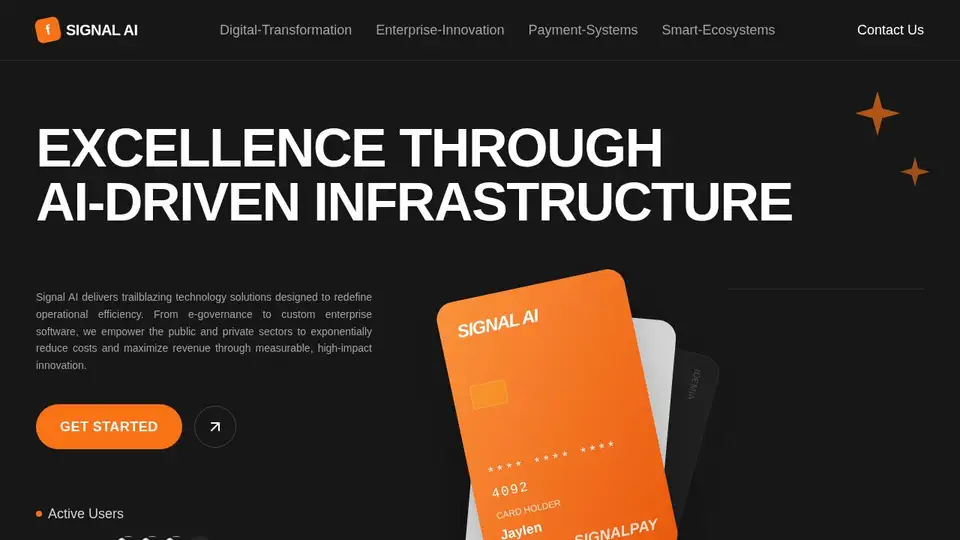 f SIGNAL AI
Digital-Transformation Enterprise-Innovation Payment-Systems Smart-Ecosystems
Contact Us
EXCELLENCE THROUGH
AI-DRIVEN INFRASTRUCTURE
Signal AI delivers trailblazing technology solutions designed to redefine
operational efficiency. From e-governance to custom enterprise
software, we empower the public and private sectors to exponentially
reduce costs and maximize revenue through measurable, high-impact
innovation.
GET STARTED
Active Users
SIGNAL AI
**** **** ****
4092
CARD HOLDER
Jaylen
SIGNALPAY
IDEMIA